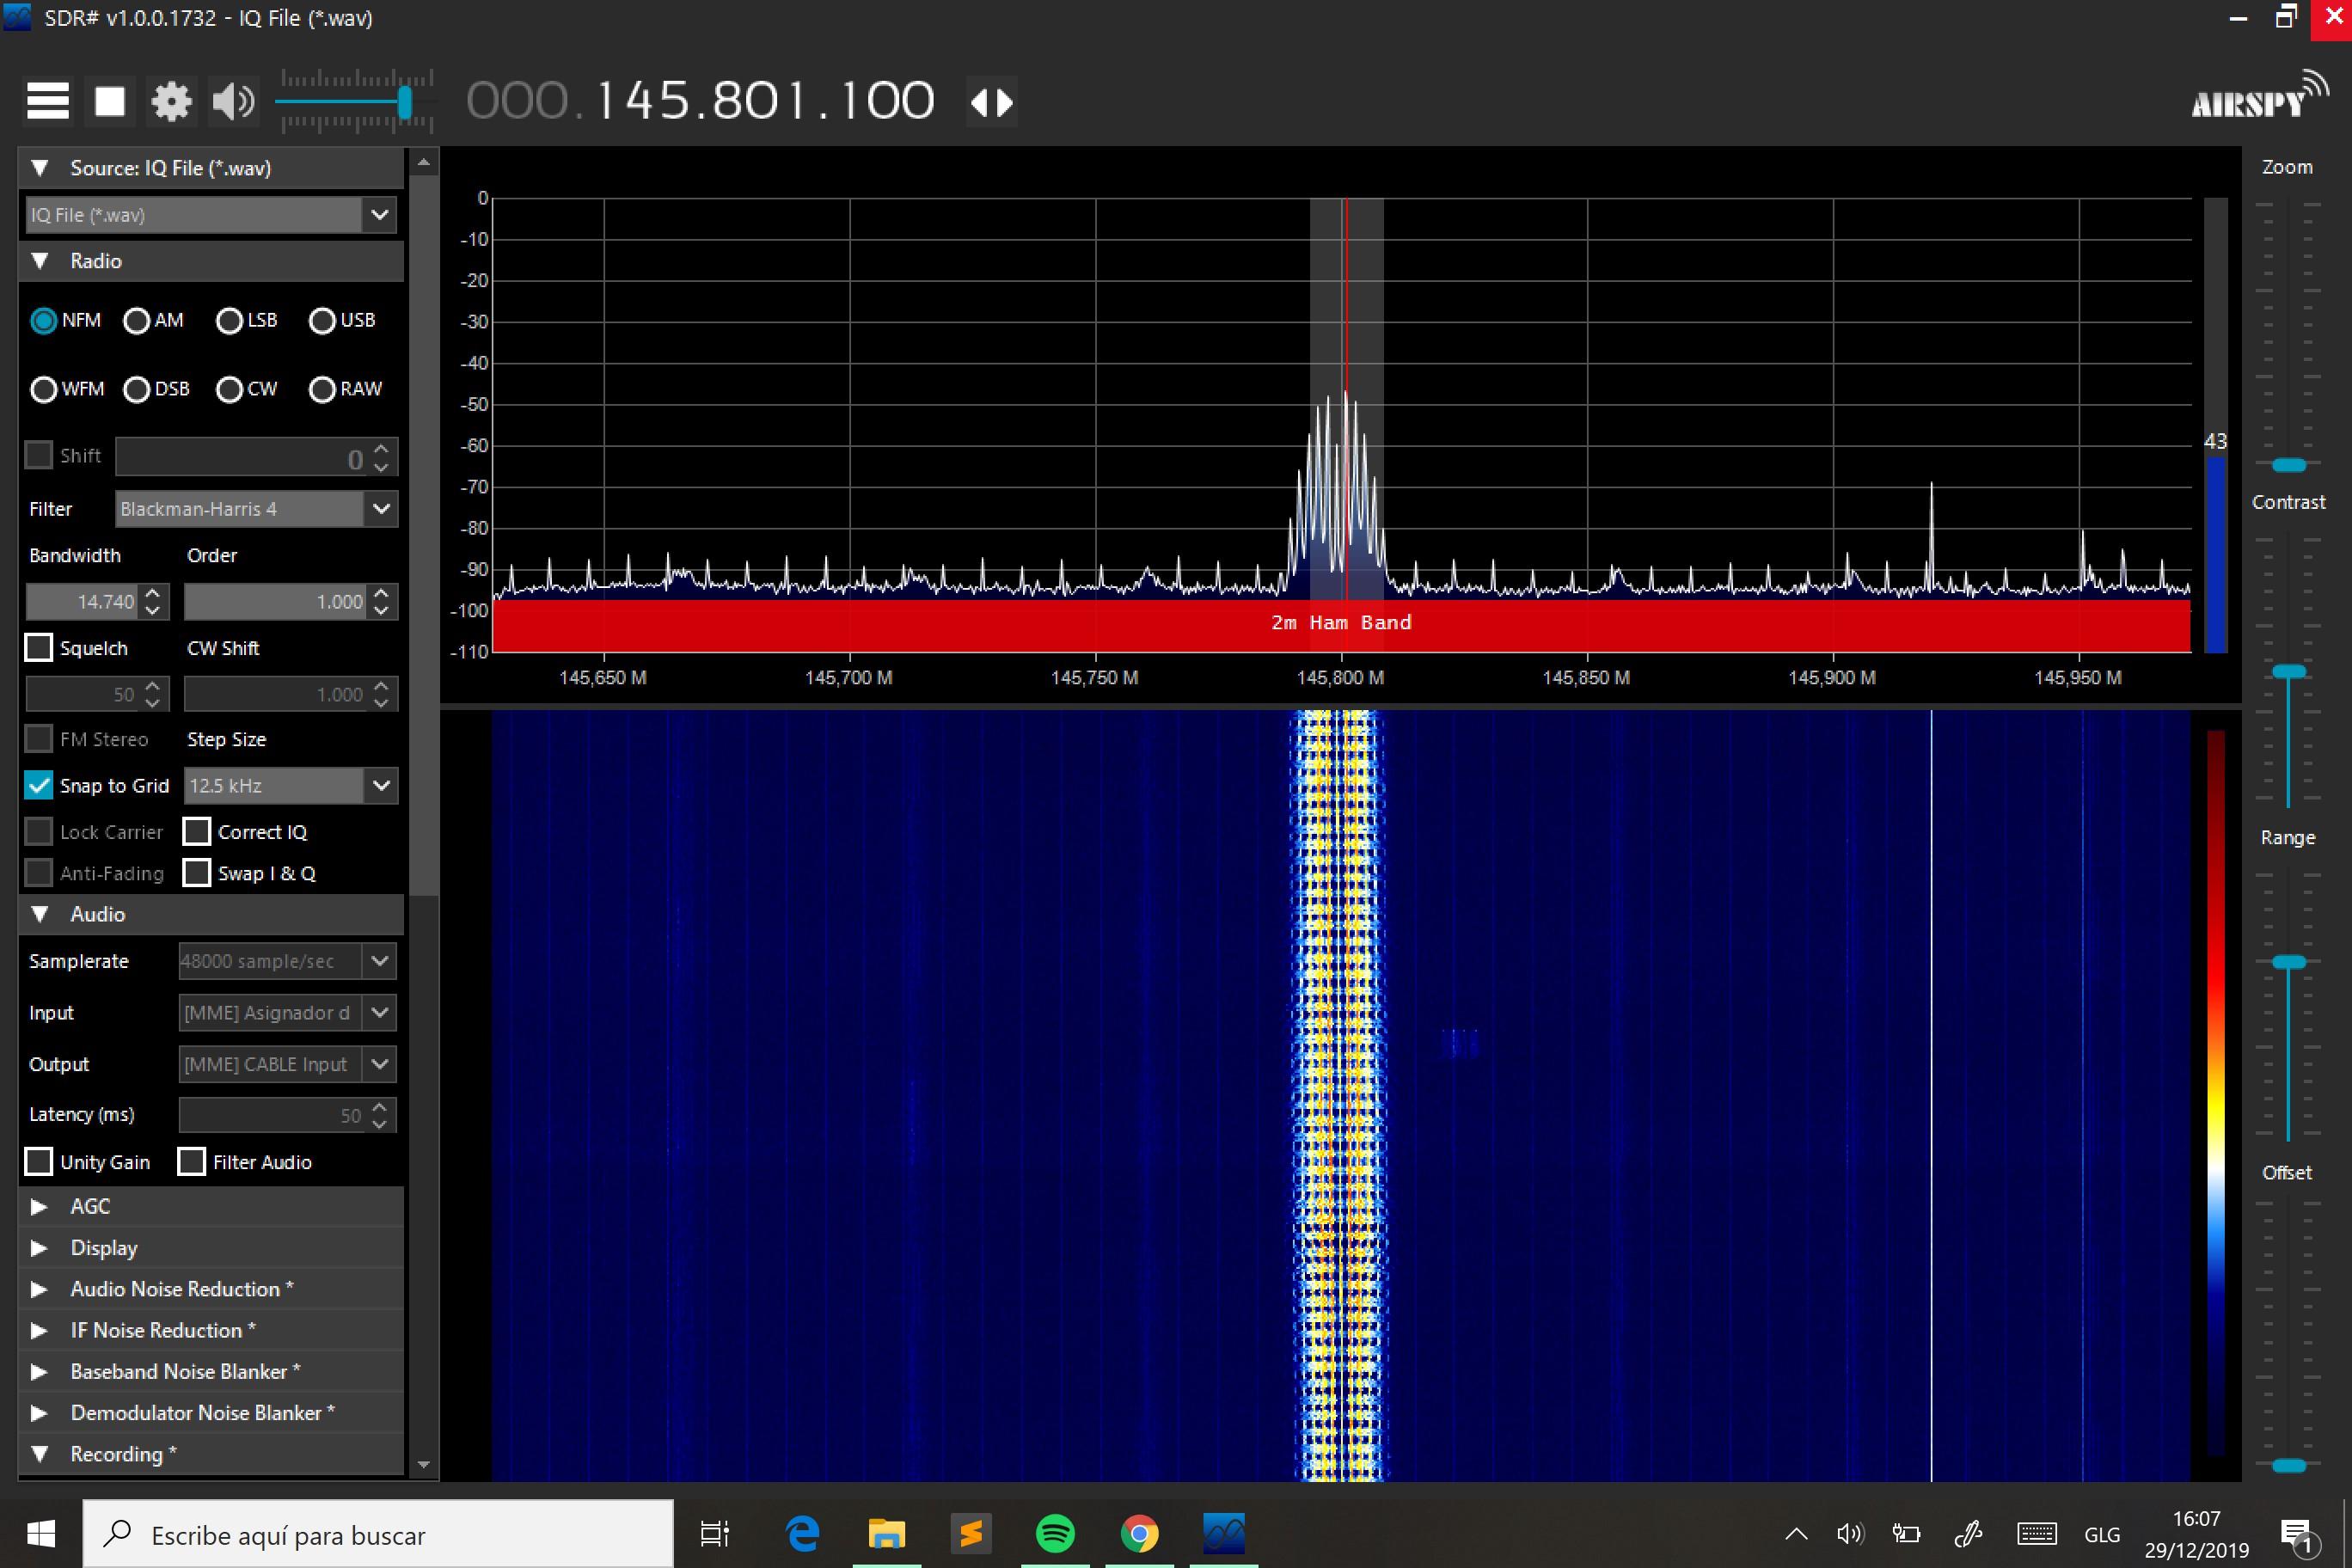 SDR# v1.0.0.1732 - IQ File (*.wav)
000.145.801.100
AIRSPY
Source: IQ File (*.wav)
IQ File (*.wav)
Radio
NFM AM LSB USB
WFM DSB CW RAW
Shift 0
Filter Blackman-Harris 4
Bandwidth Order
14.740 1.000
Squelch CW Shift
50 1.000
FM Stereo Step Size
Snap to Grid 12.5 kHz
Lock Carrier Correct IQ
Anti-Fading Swap I & Q
Audio
Samplerate 48000 sample/sec
Input [MME] Asignador d
Output [MME] CABLE Input
Latency (ms) 50
Unity Gain Filter Audio
AGC
Display
Audio Noise Reduction *
IF Noise Reduction *
Baseband Noise Blanker *
Demodulator Noise Blanker *
Recording *
0
-10
-20
-30
-40
-50
-60
-70
-80
-90
-100
-110
2m Ham Band
145,650 M 145,700 M 145,750 M 145,800 M 145,850 M 145,900 M 145,950 M
43
Zoom
Contrast
Range
Offset
Escribe aquí para buscar
GLG
16:07
29/12/2019
1